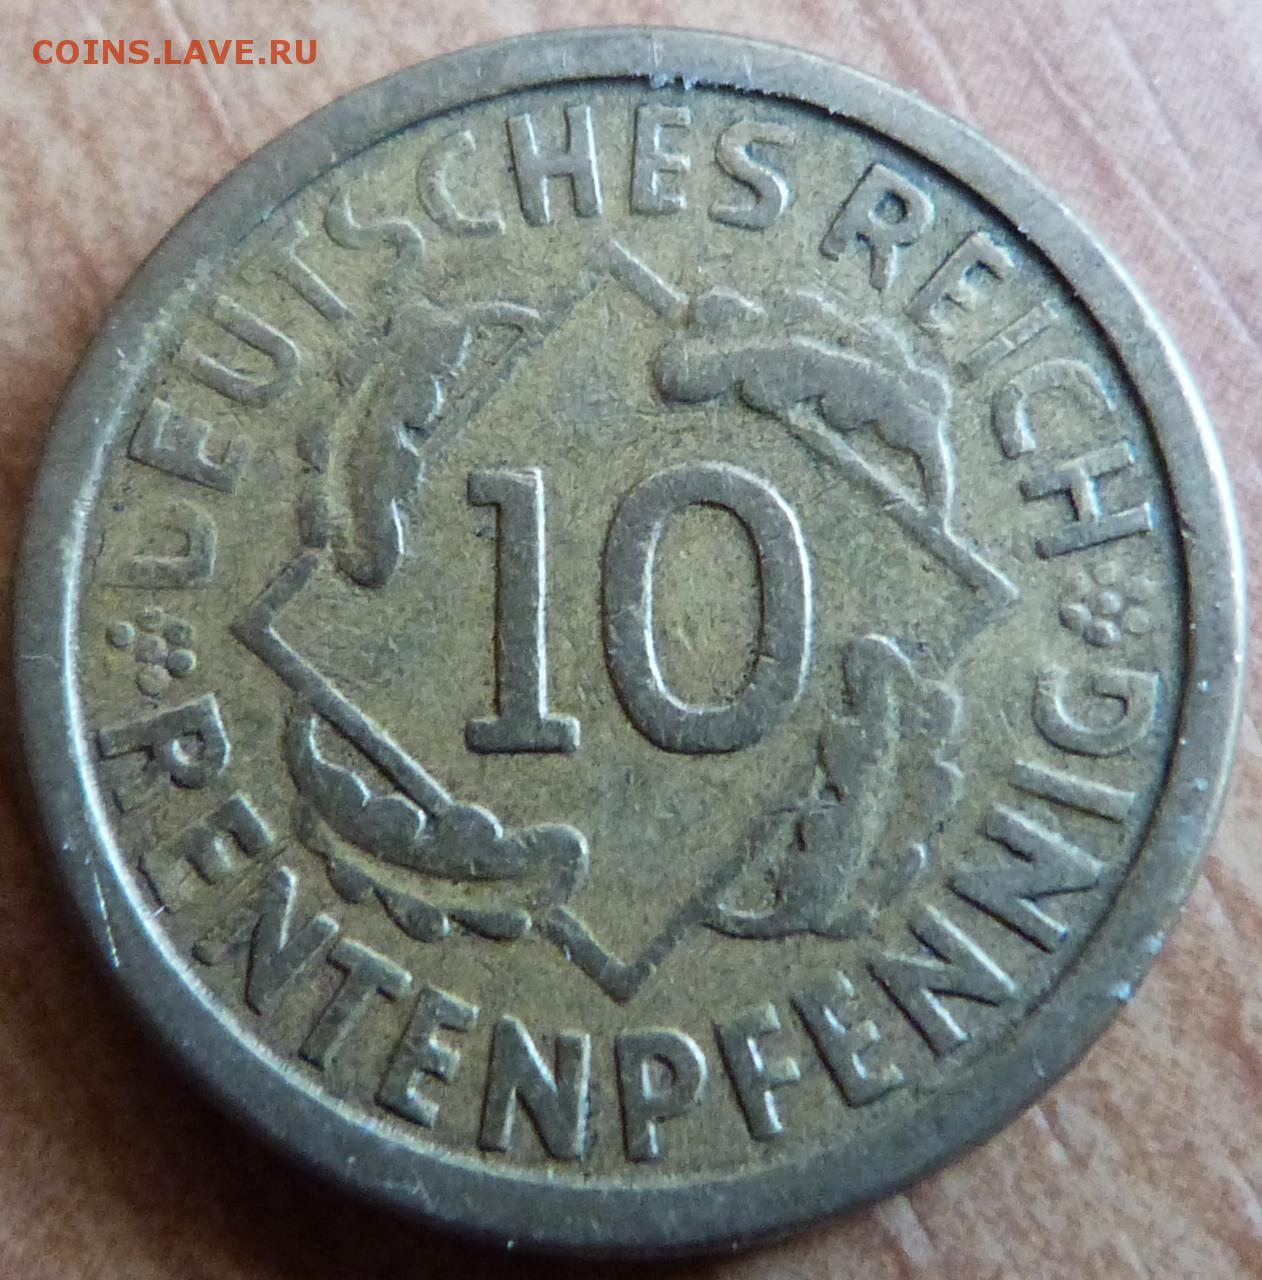 COINS.LAVE.RU
DEUTSCHES REICH
10
RENTENPFENNIG